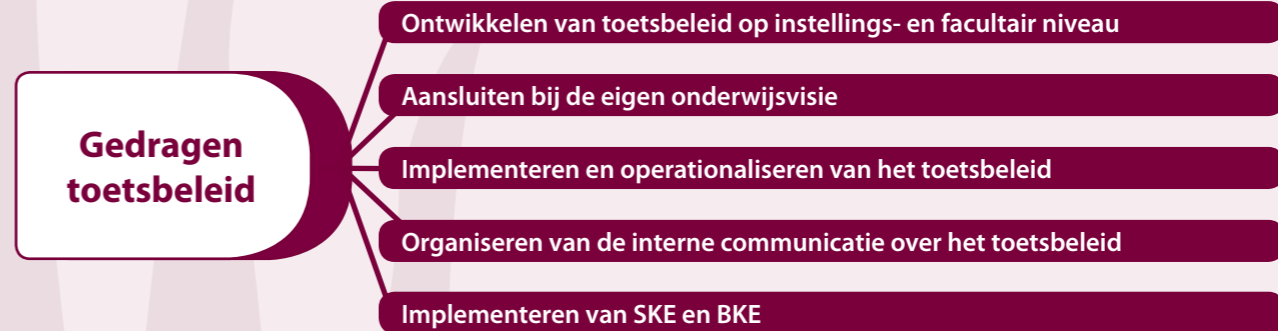 Gedragen
toetsbeleid
Ontwikkelen van toetsbeleid op instellings- en facultair niveau
Aansluiten bij de eigen onderwijsvisie
Implementeren en operationaliseren van het toetsbeleid
Organiseren van de interne communicatie over het toetsbeleid
Implementeren van SKE en BKE